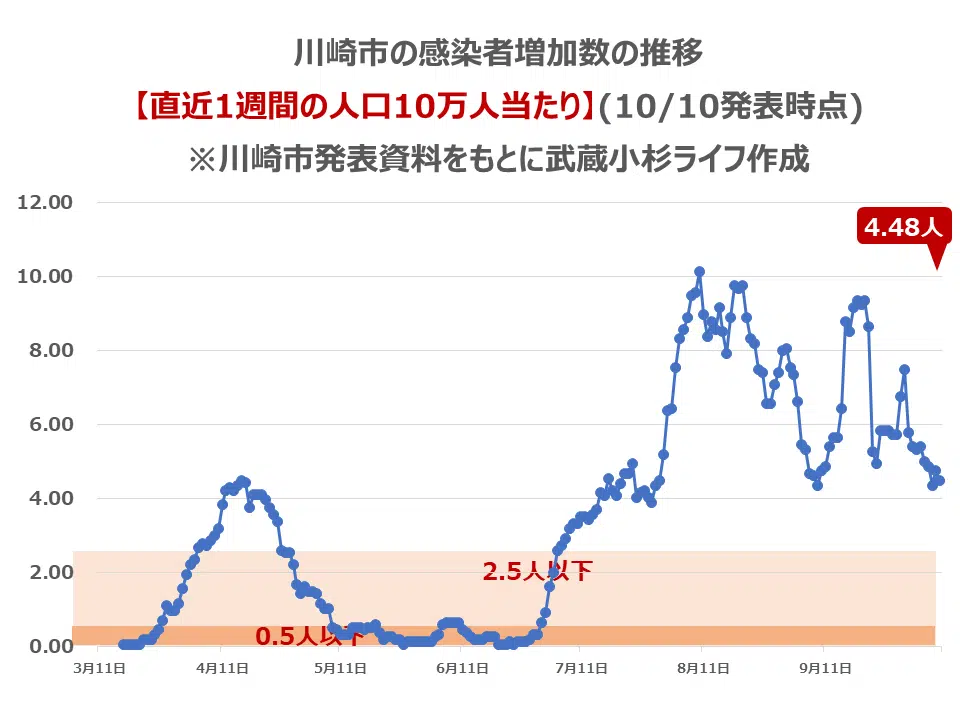 川崎市の感染者増加数の推移
【直近1週間の人口10万人当たり】(10/10発表時点)
※川崎市発表資料をもとに武蔵小杉ライフ作成
12.00
4.48人
10.00
8.00
6.00
4.00
2.5人以下
2.00
0.5人以下
0.00
3月11日 4月11日 5月11日 6月11日 7月11日 8月11日 9月11日